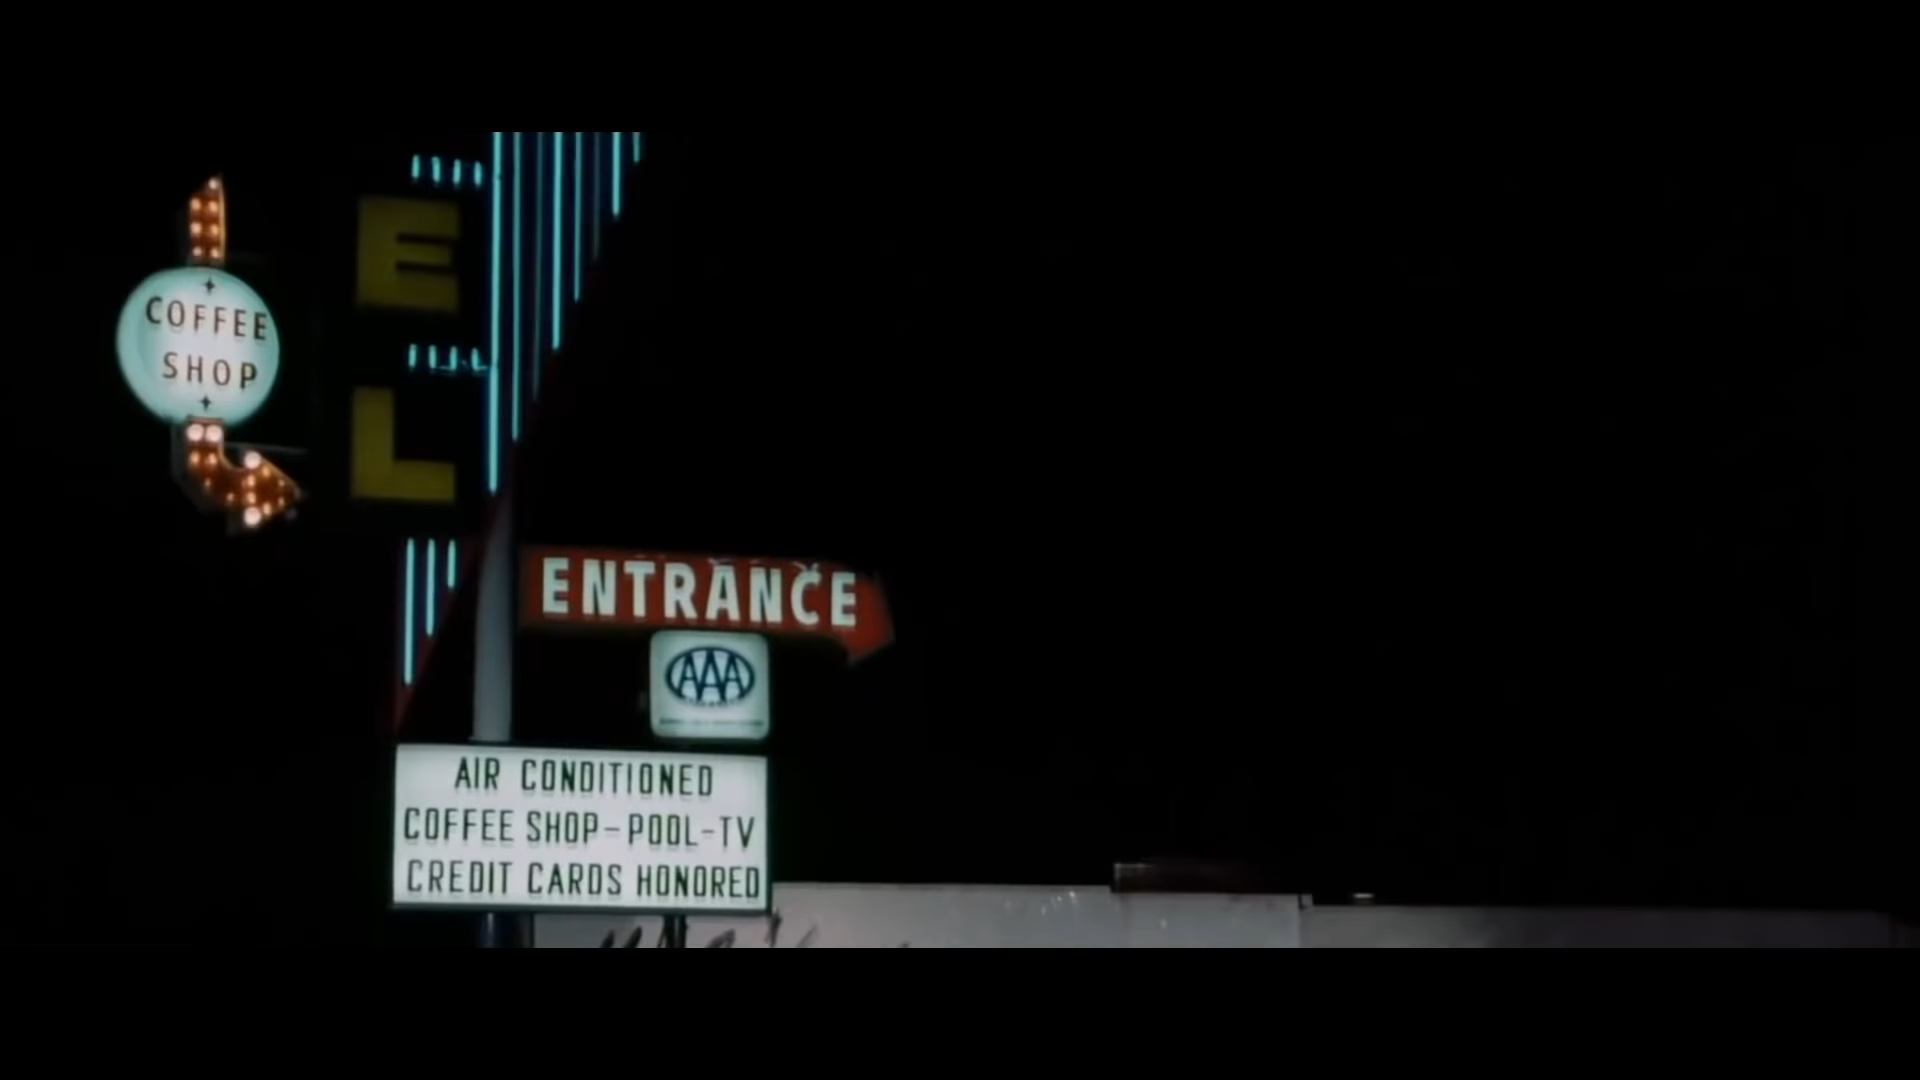 COFFEE
SHOP
E
L
ENTRANCE
AAA
AIR CONDITIONED
COFFEE SHOP-POOL-TV
CREDIT CARDS HONORED